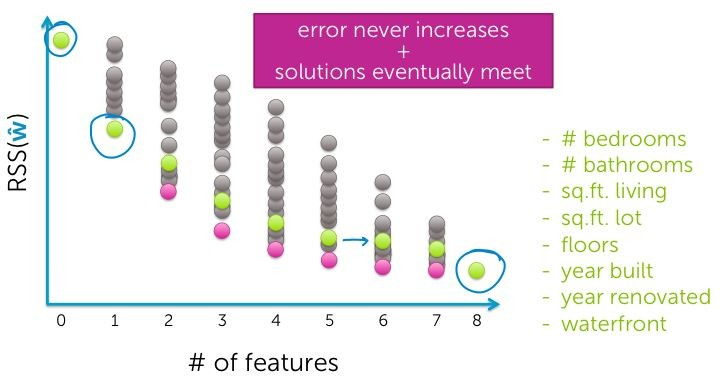 error never increases
+
solutions eventually meet
RSS(ŵ)
- # bedrooms
- # bathrooms
- sq.ft. living
- sq.ft. lot
- floors
- year built
- year renovated
- waterfront
0 1 2 3 4 5 6 7 8
# of features